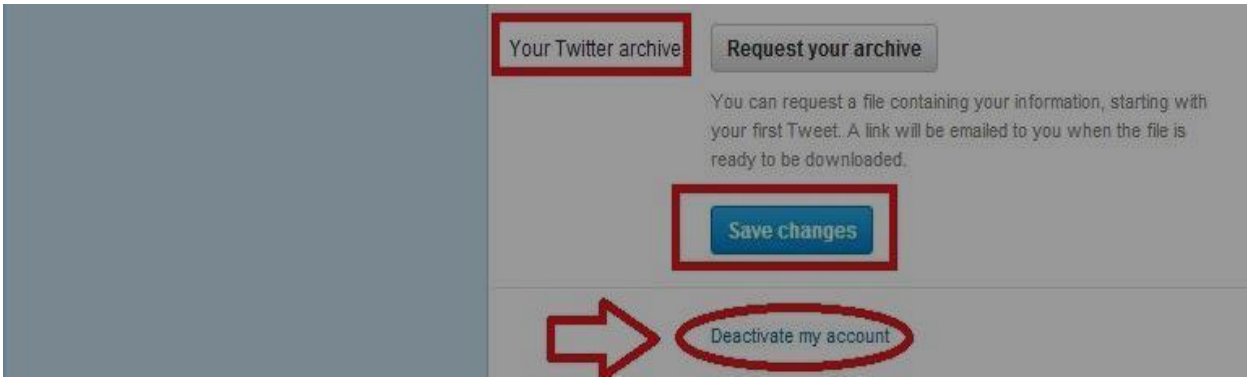 Your Twitter archive Request your archive
You can request a file containing your information, starting with
your first Tweet. A link will be emailed to you when the file is
ready to be downloaded.
Save changes
Deactivate my account